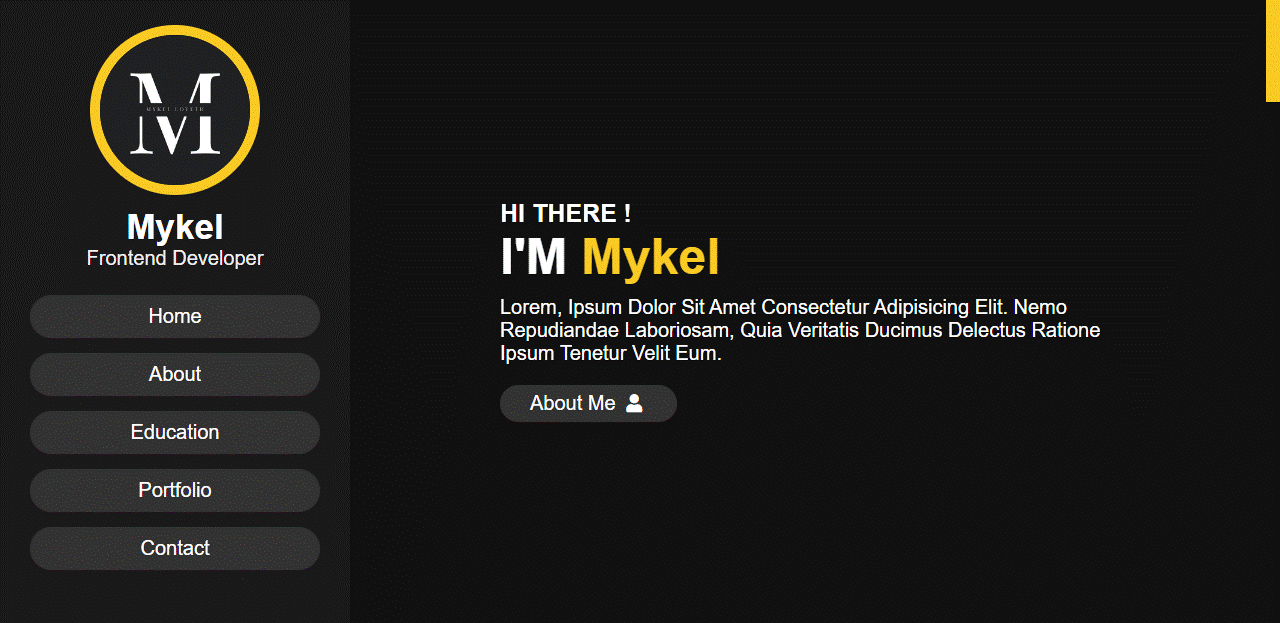 M
Mykel
Frontend Developer
Home
About
Education
Portfolio
Contact
HI THERE !
I'M Mykel
Lorem, Ipsum Dolor Sit Amet Consectetur Adipisicing Elit. Nemo
Repudiandae Laboriosam, Quia Veritatis Ducimus Delectus Ratione
Ipsum Tenetur Velit Eum.
About Me